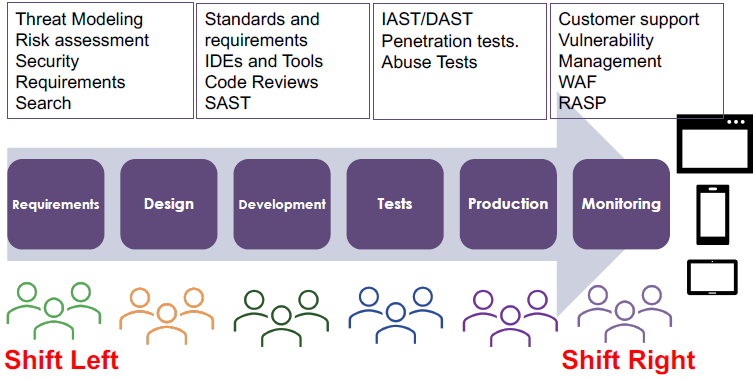 Threat Modeling
Risk assessment
Security
Requirements
Search
Standards and
requirements
IDEs and Tools
Code Reviews
SAST
IAST/DAST
Penetration tests.
Abuse Tests
Customer support
Vulnerability
Management
WAF
RASP
Requirements
Design
Development
Tests
Production
Monitoring
Shift Left
Shift Right